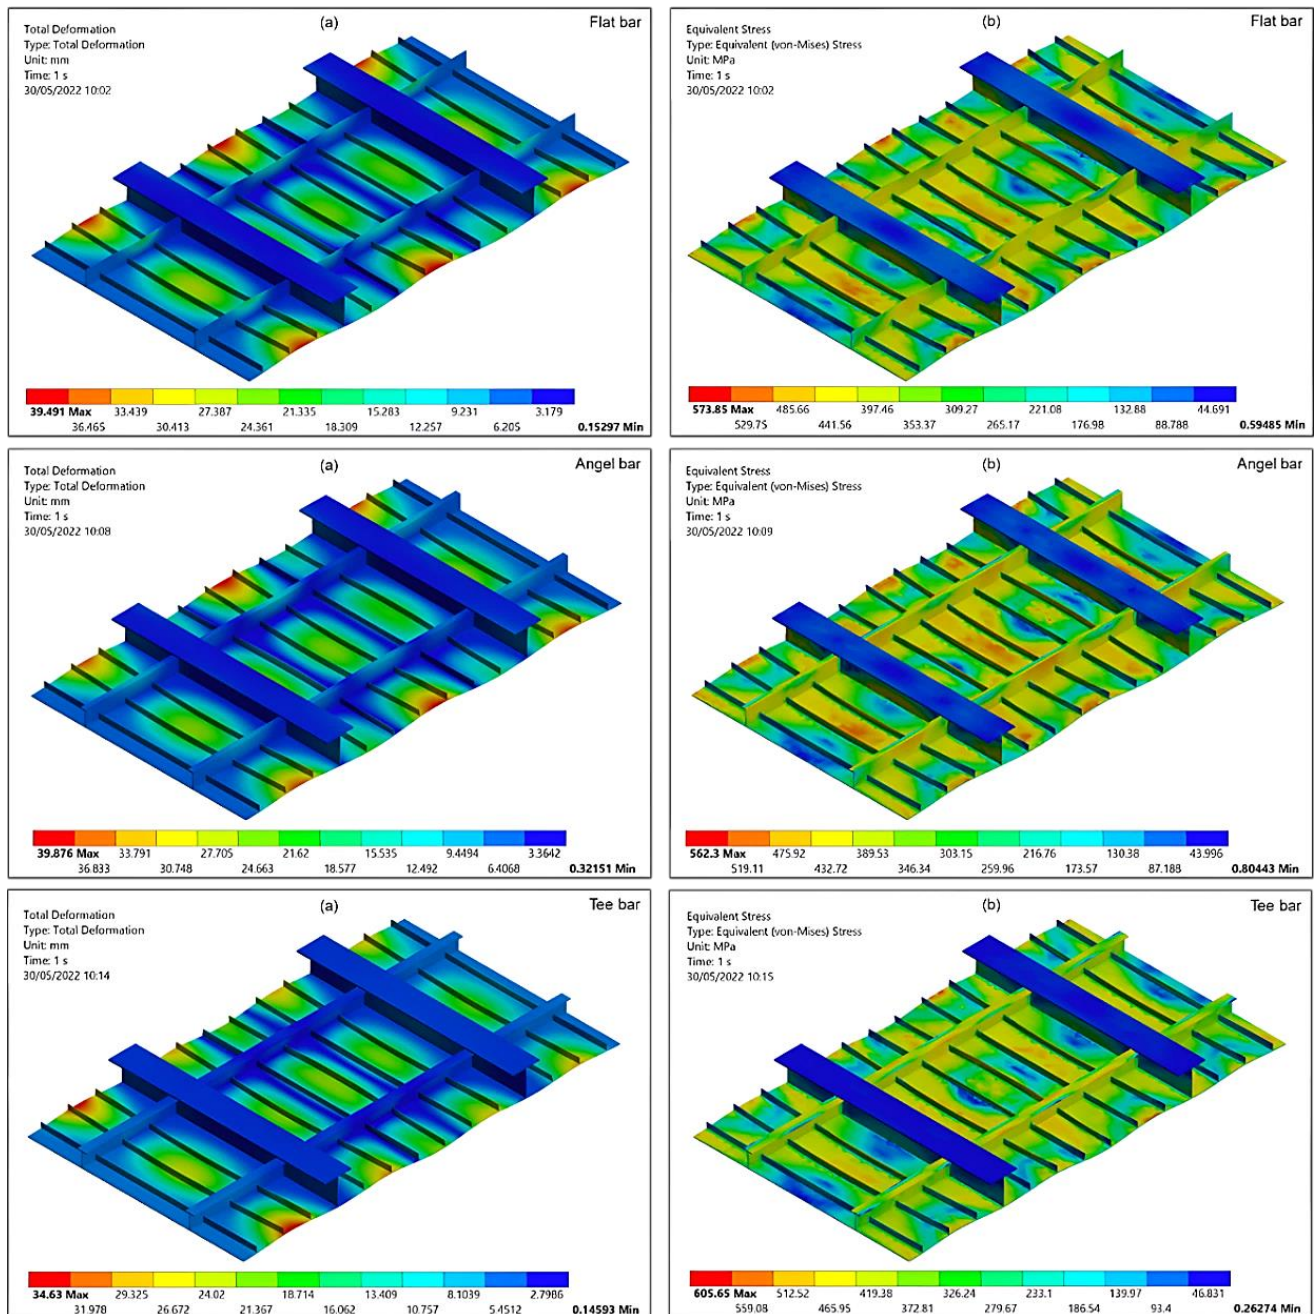 (a)
Flat bar
Total Deformation
Type: Total Deformation
Unit: mm
Time: 1 s
30/05/2022 10:02
39.491 Max 33.439 27.387 21.335 15.283 9.231 3.179
36.465 30.413 24.361 18.309 12.257 6.205 0.15297 Min
(b)
Flat bar
Equivalent Stress
Type: Equivalent (von-Mises) Stress
Unit: MPa
Time: 1 s
30/05/2022 10:02
573.85 Max 485.66 397.46 309.27 221.08 132.88 44.691
529.75 441.56 353.37 265.17 176.98 88.788 0.59485 Min
(a)
Angel bar
Total Deformation
Type: Total Deformation
Unit: mm
Time: 1 s
30/05/2022 10:08
39.876 Max 33.791 27.705 21.62 15.535 9.4494 3.3642
36.833 30.748 24.663 18.577 12.492 6.4068 0.32151 Min
(b)
Angel bar
Equivalent Stress
Type: Equivalent (von-Mises) Stress
Unit: MPa
Time: 1 s
30/05/2022 10:09
562.3 Max 475.92 389.53 303.15 216.76 130.38 43.996
519.11 432.72 346.34 259.96 173.57 87.188 0.80443 Min
(a)
Tee bar
Total Deformation
Type: Total Deformation
Unit: mm
Time: 1 s
30/05/2022 10:14
34.63 Max 29.325 24.02 18.714 13.409 8.1039 2.7986
31.978 26.672 21.367 16.062 10.757 5.4512 0.14593 Min
(b)
Tee bar
Equivalent Stress
Type: Equivalent (von-Mises) Stress
Unit: MPa
Time: 1 s
30/05/2022 10:15
605.65 Max 512.52 419.38 326.24 233.1 139.97 46.831
559.08 465.95 372.81 279.67 186.54 93.4 0.26274 Min